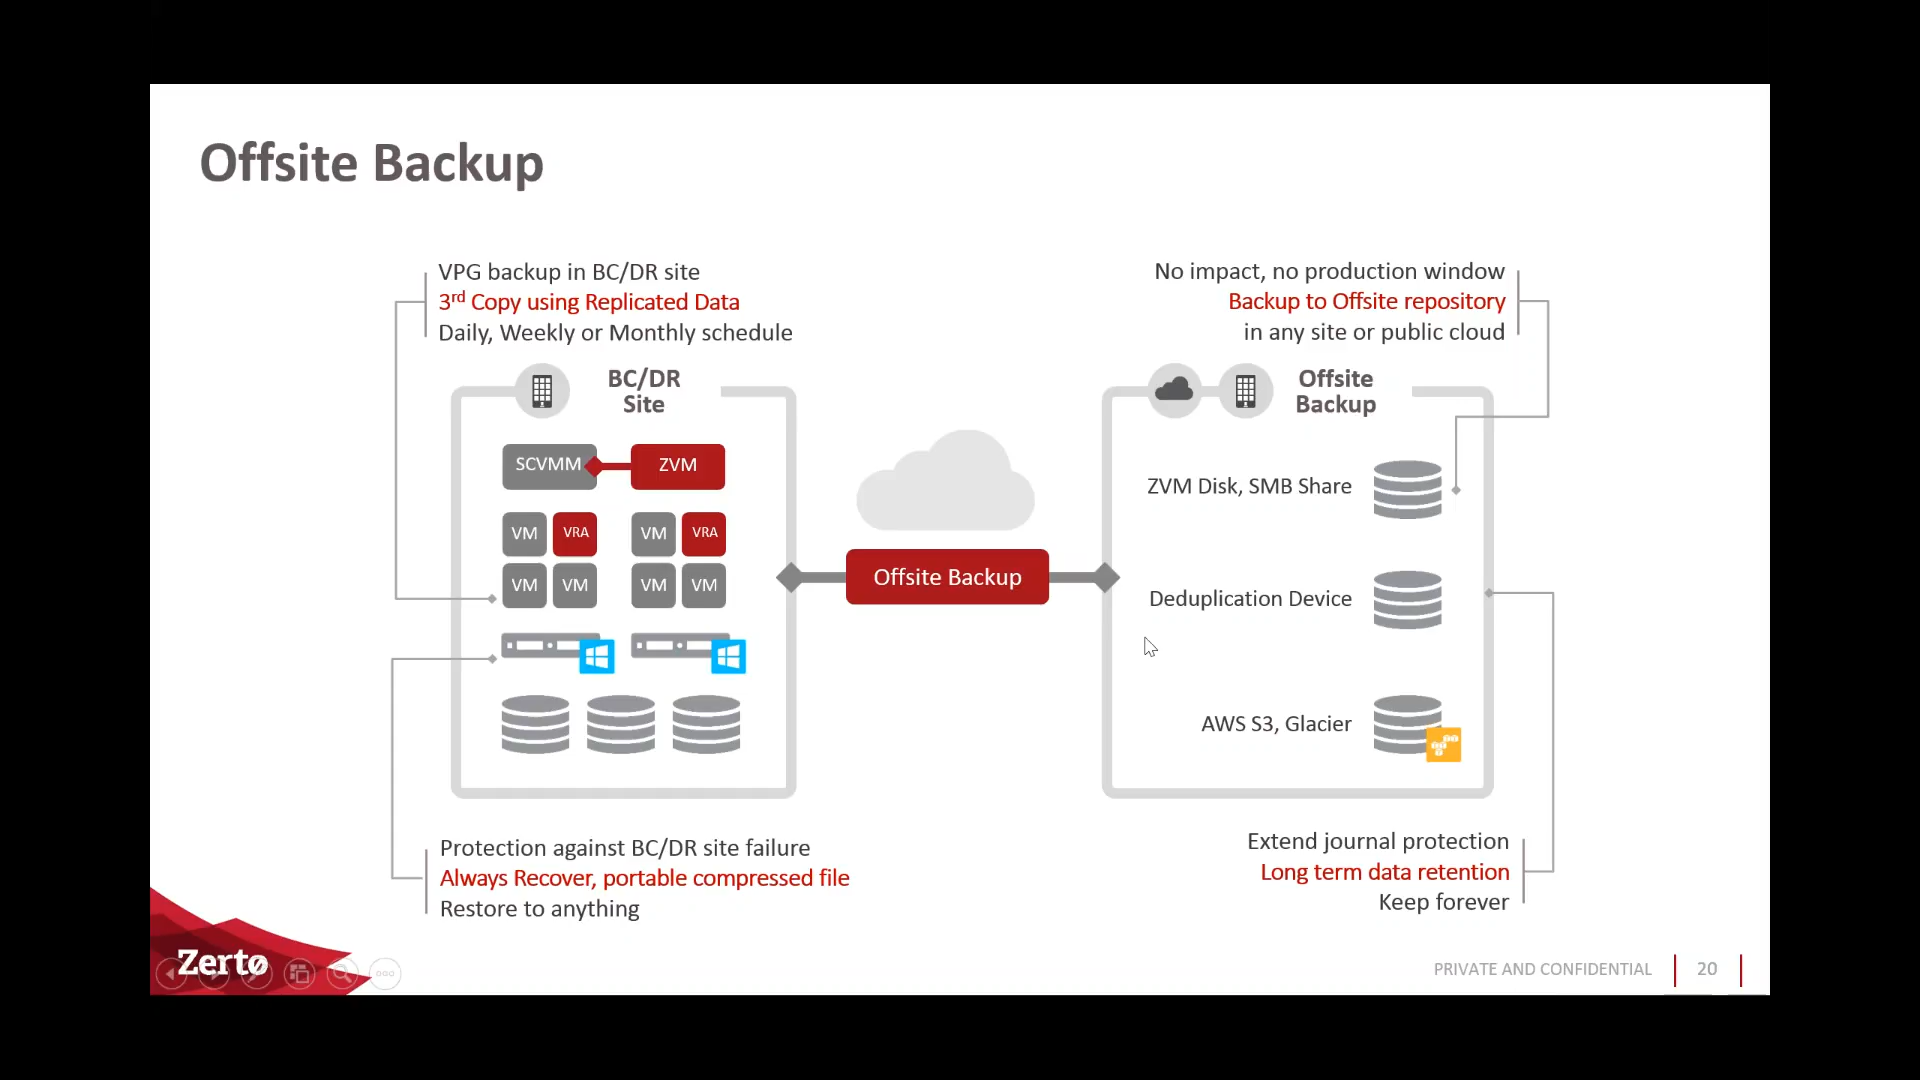 Offsite Backup
VPG backup in BC/DR site
3rd Copy using Replicated Data
Daily, Weekly or Monthly schedule
No impact, no production window
Backup to Offsite repository
in any site or public cloud
BC/DR
Site
SCVMM
ZVM
VM
VRA
VM
VRA
VM
VM
VM
VM
Offsite Backup
Offsite
Backup
ZVM Disk, SMB Share
Deduplication Device
AWS S3, Glacier
Protection against BC/DR site failure
Always Recover, portable compressed file
Restore to anything
Extend journal protection
Long term data retention
Keep forever
Zerto
PRIVATE AND CONFIDENTIAL
20